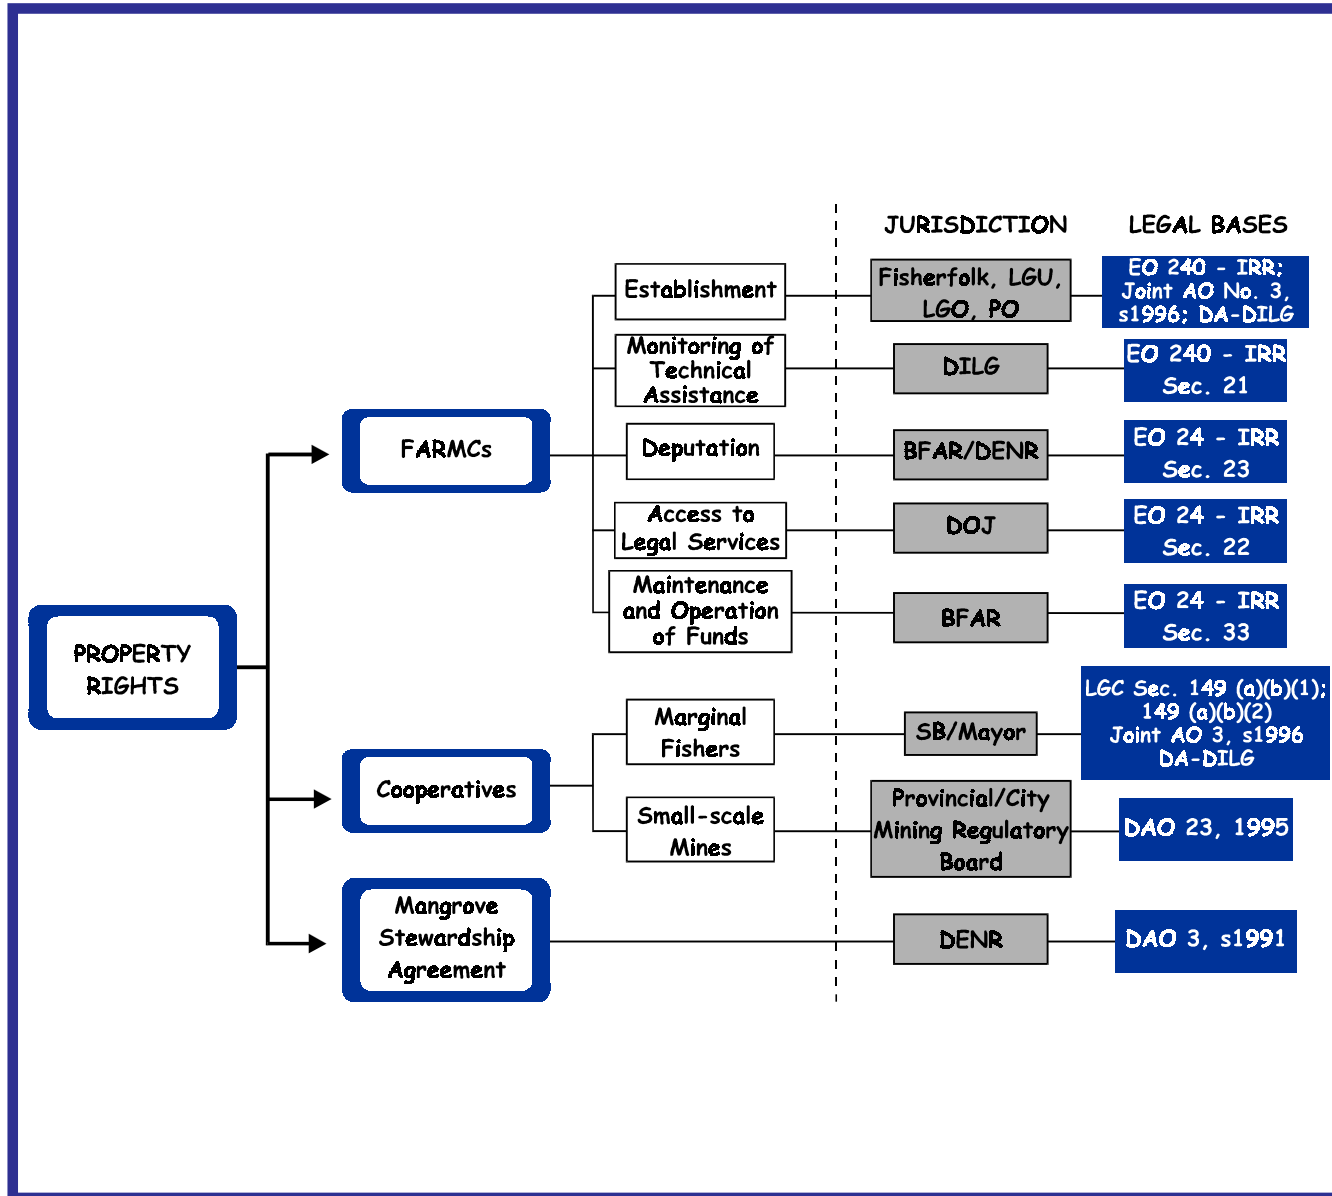 JURISDICTION
LEGAL BASES
Establishment
Fisherfolk, LGU,
LGO, PO
EO 240 - IRR;
Joint AO No. 3,
s1996; DA-DILG
Monitoring of
Technical
Assistance
DILG
EO 240 - IRR
Sec. 21
FARMCs
Deputation
BFAR/DENR
EO 24 - IRR
Sec. 23
Access to
Legal Services
DOJ
EO 24 - IRR
Sec. 22
Maintenance
and Operation
of Funds
BFAR
EO 24 - IRR
Sec. 33
PROPERTY
RIGHTS
Marginal
Fishers
SB/Mayor
LGC Sec. 149 (a)(b)(1);
149 (a)(b)(2)
Joint AO 3, s1996
DA-DILG
Cooperatives
Small-scale
Mines
Provincial/City
Mining Regulatory
Board
DAO 23, 1995
Mangrove
Stewardship
Agreement
DENR
DAO 3, s1991